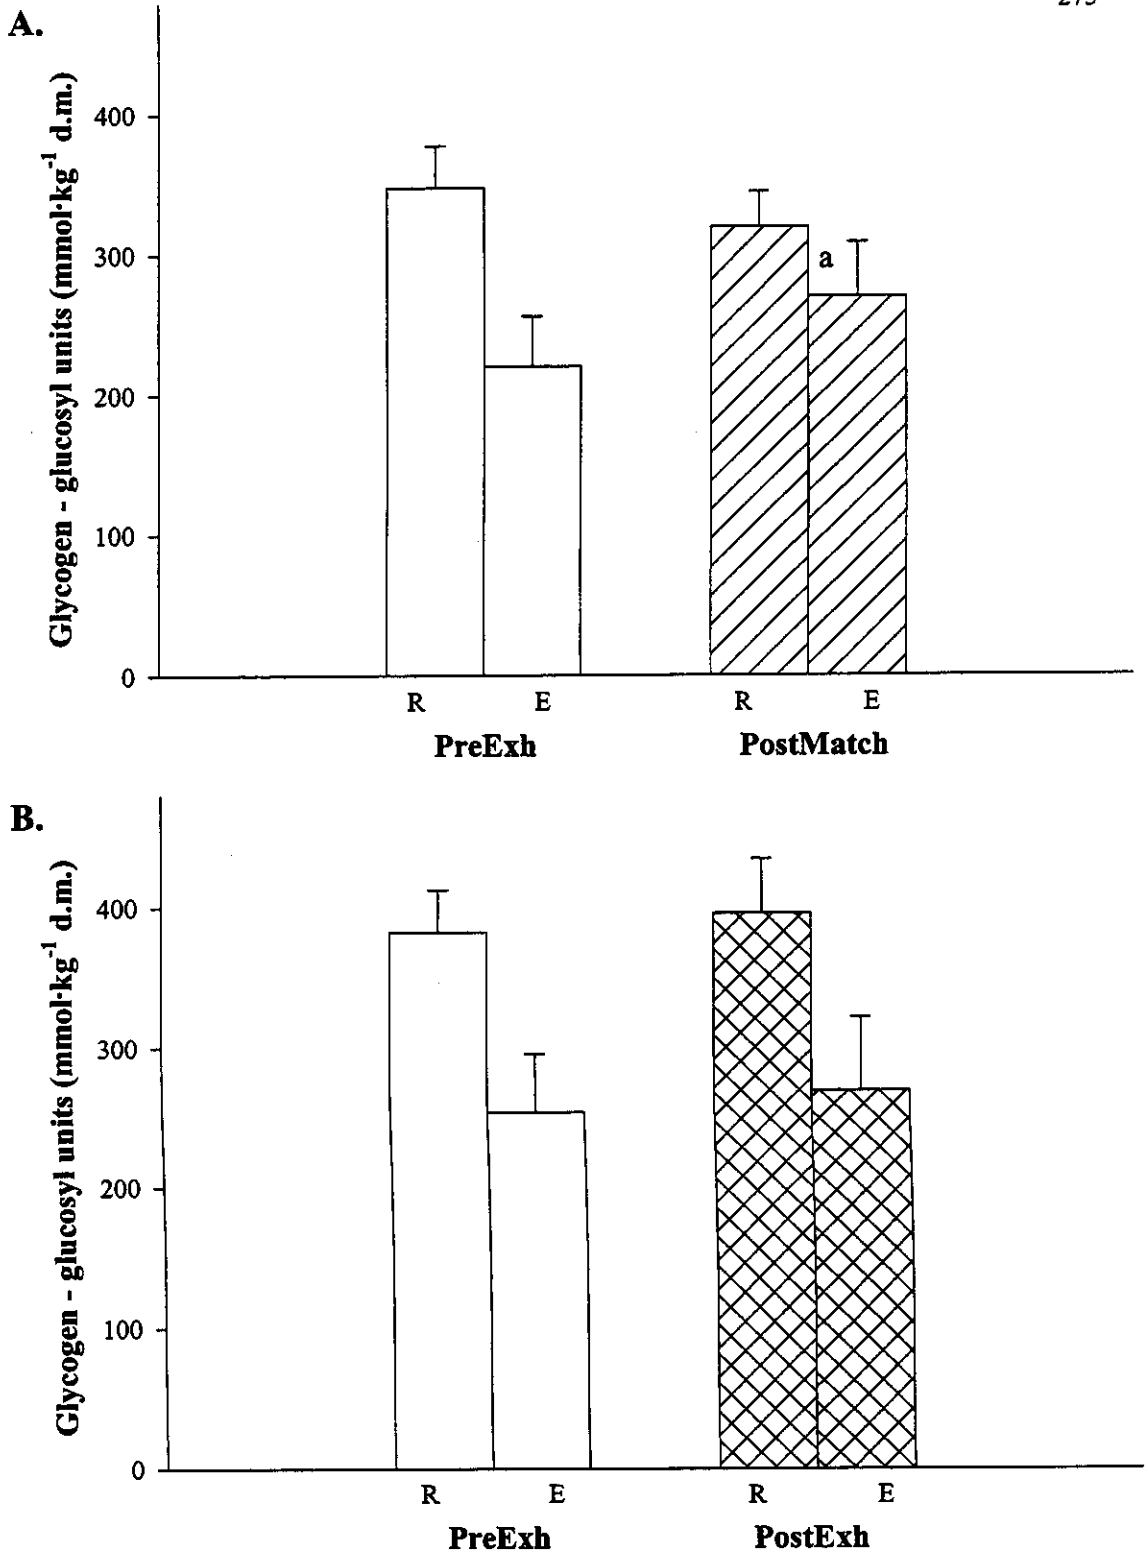 A.
Glycogen - glucosyl units (mmol·kg⁻¹ d.m.)
400
300
200
100
0
a
R E R E
PreExh PostMatch
B.
Glycogen - glucosyl units (mmol·kg⁻¹ d.m.)
400
300
200
100
0
R E R E
PreExh PostExh